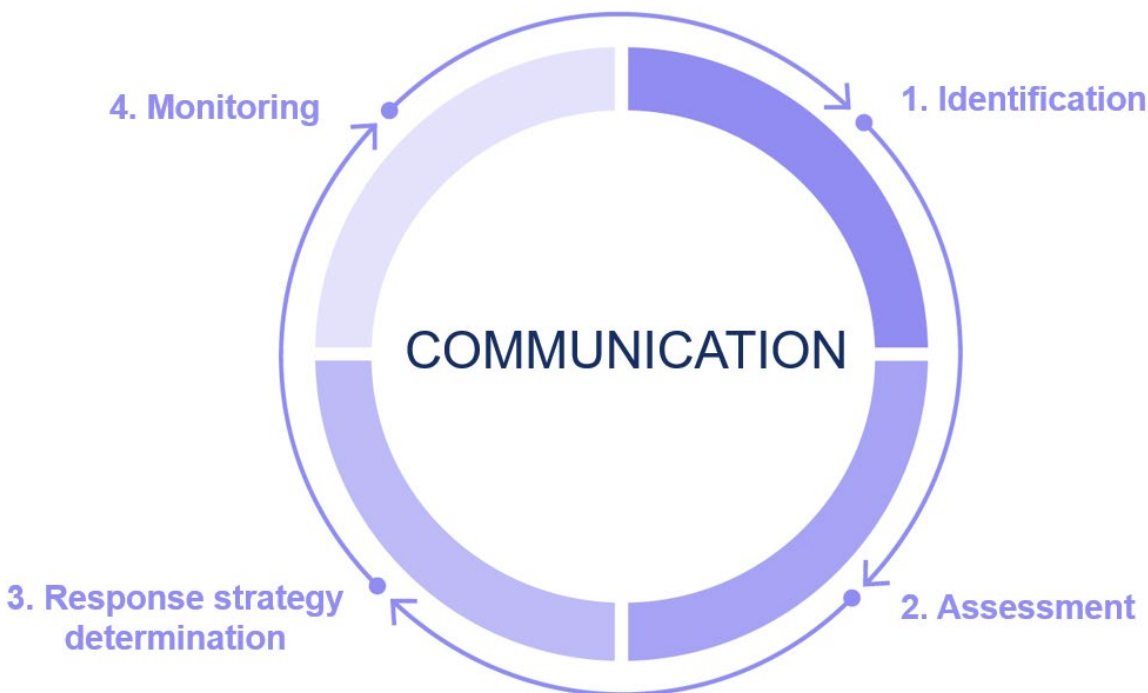 4. Monitoring
1. Identification
COMMUNICATION
3. Response strategy
determination
2. Assessment